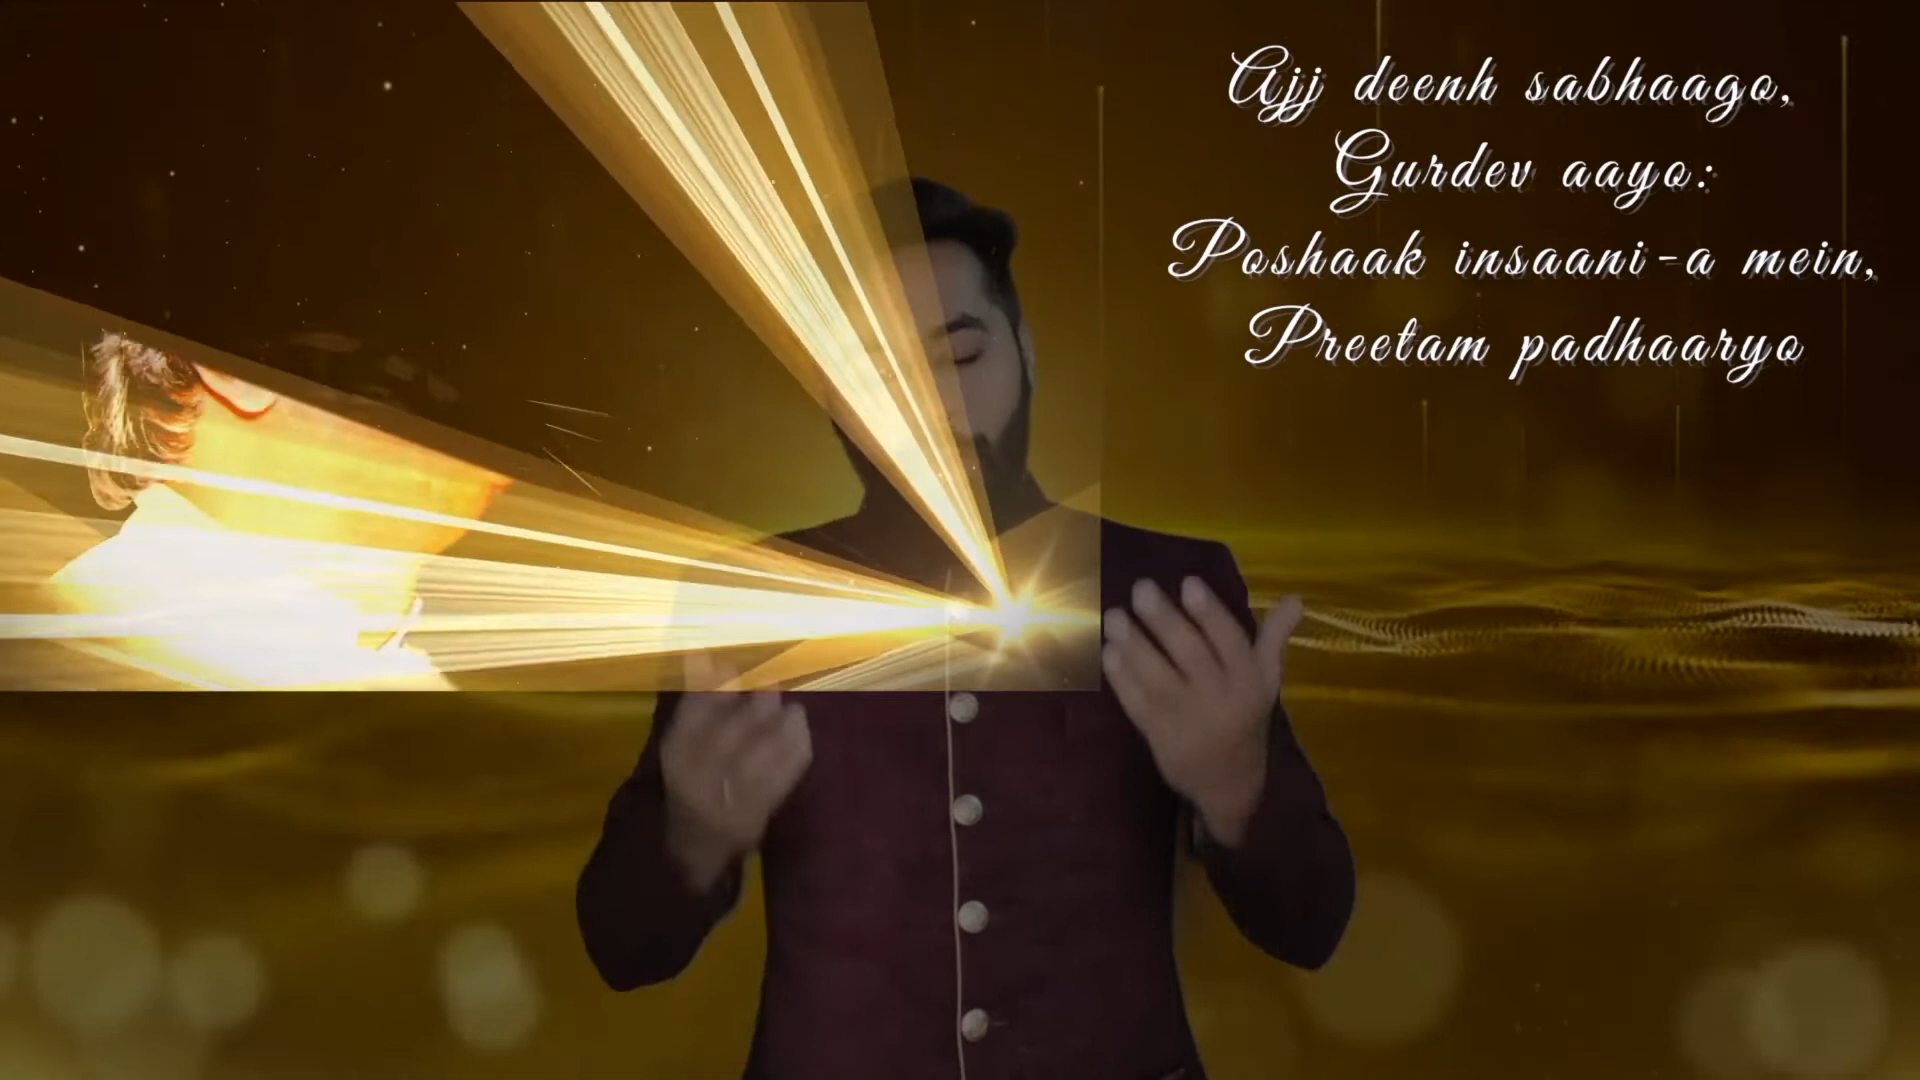 Ajj deenh sabhaago,
Gurdev aayo:
Poshaak insaani-a mein,
Preetam padhaaryo